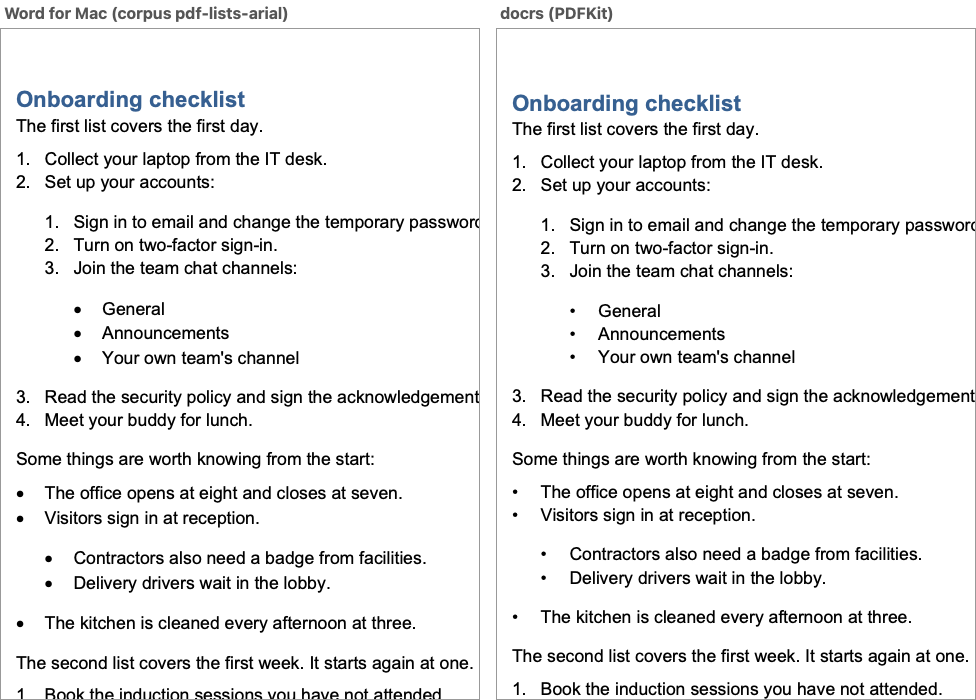 Word for Mac (corpus pdf-lists-arial)
Onboarding checklist
The first list covers the first day.
1. Collect your laptop from the IT desk.
2. Set up your accounts:
1. Sign in to email and change the temporary password
2. Turn on two-factor sign-in.
3. Join the team chat channels:
• General
• Announcements
• Your own team's channel
3. Read the security policy and sign the acknowledgement
4. Meet your buddy for lunch.
Some things are worth knowing from the start:
• The office opens at eight and closes at seven.
• Visitors sign in at reception.
• Contractors also need a badge from facilities.
• Delivery drivers wait in the lobby.
• The kitchen is cleaned every afternoon at three.
The second list covers the first week. It starts again at one.
1. Book the induction sessions you have not attended
docrs (PDFKit)
Onboarding checklist
The first list covers the first day.
1. Collect your laptop from the IT desk.
2. Set up your accounts:
1. Sign in to email and change the temporary password
2. Turn on two-factor sign-in.
3. Join the team chat channels:
• General
• Announcements
• Your own team's channel
3. Read the security policy and sign the acknowledgement
4. Meet your buddy for lunch.
Some things are worth knowing from the start:
• The office opens at eight and closes at seven.
• Visitors sign in at reception.
• Contractors also need a badge from facilities.
• Delivery drivers wait in the lobby.
• The kitchen is cleaned every afternoon at three.
The second list covers the first week. It starts again at one.
1. Book the induction sessions you have not attended.